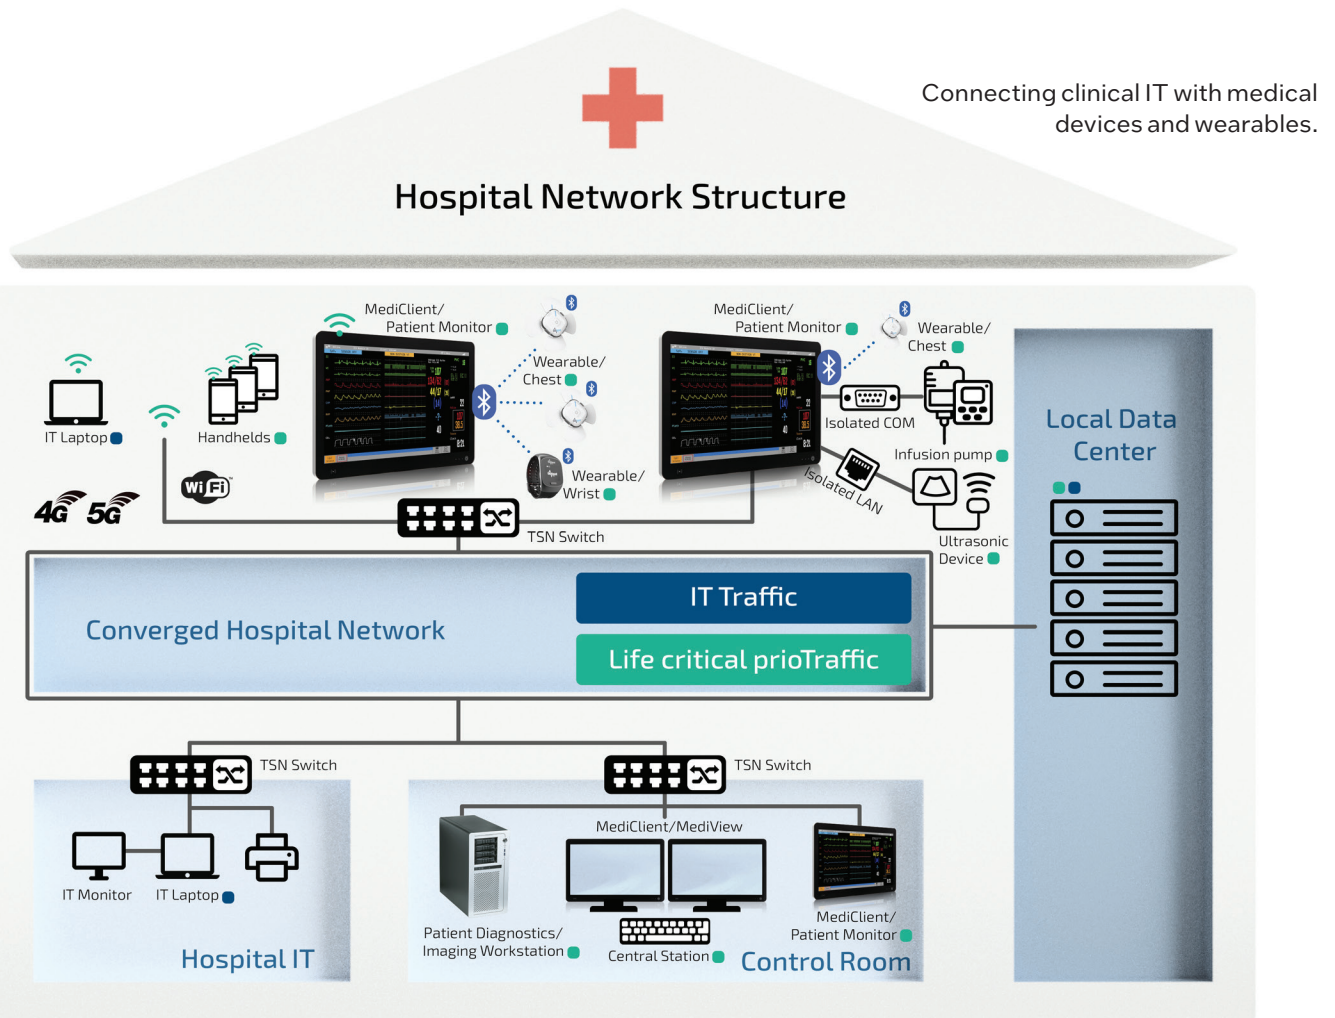 Connecting clinical IT with medical
devices and wearables.
Hospital Network Structure
MediClient/
Patient Monitor
Wearable/
Chest
Wearable/
Wrist
MediClient/
Patient Monitor
Wearable/
Chest
Isolated COM
Infusion pump
Isolated LAN
Ultrasonic
Device
IT Laptop
Handhelds
WiFi
4G 5G
TSN Switch
Local Data
Center
Converged Hospital Network
IT Traffic
Life critical prioTraffic
TSN Switch
TSN Switch
IT Monitor
IT Laptop
Hospital IT
MediClient/MediView
Patient Diagnostics/
Imaging Workstation
Central Station
MediClient/
Patient Monitor
Control Room